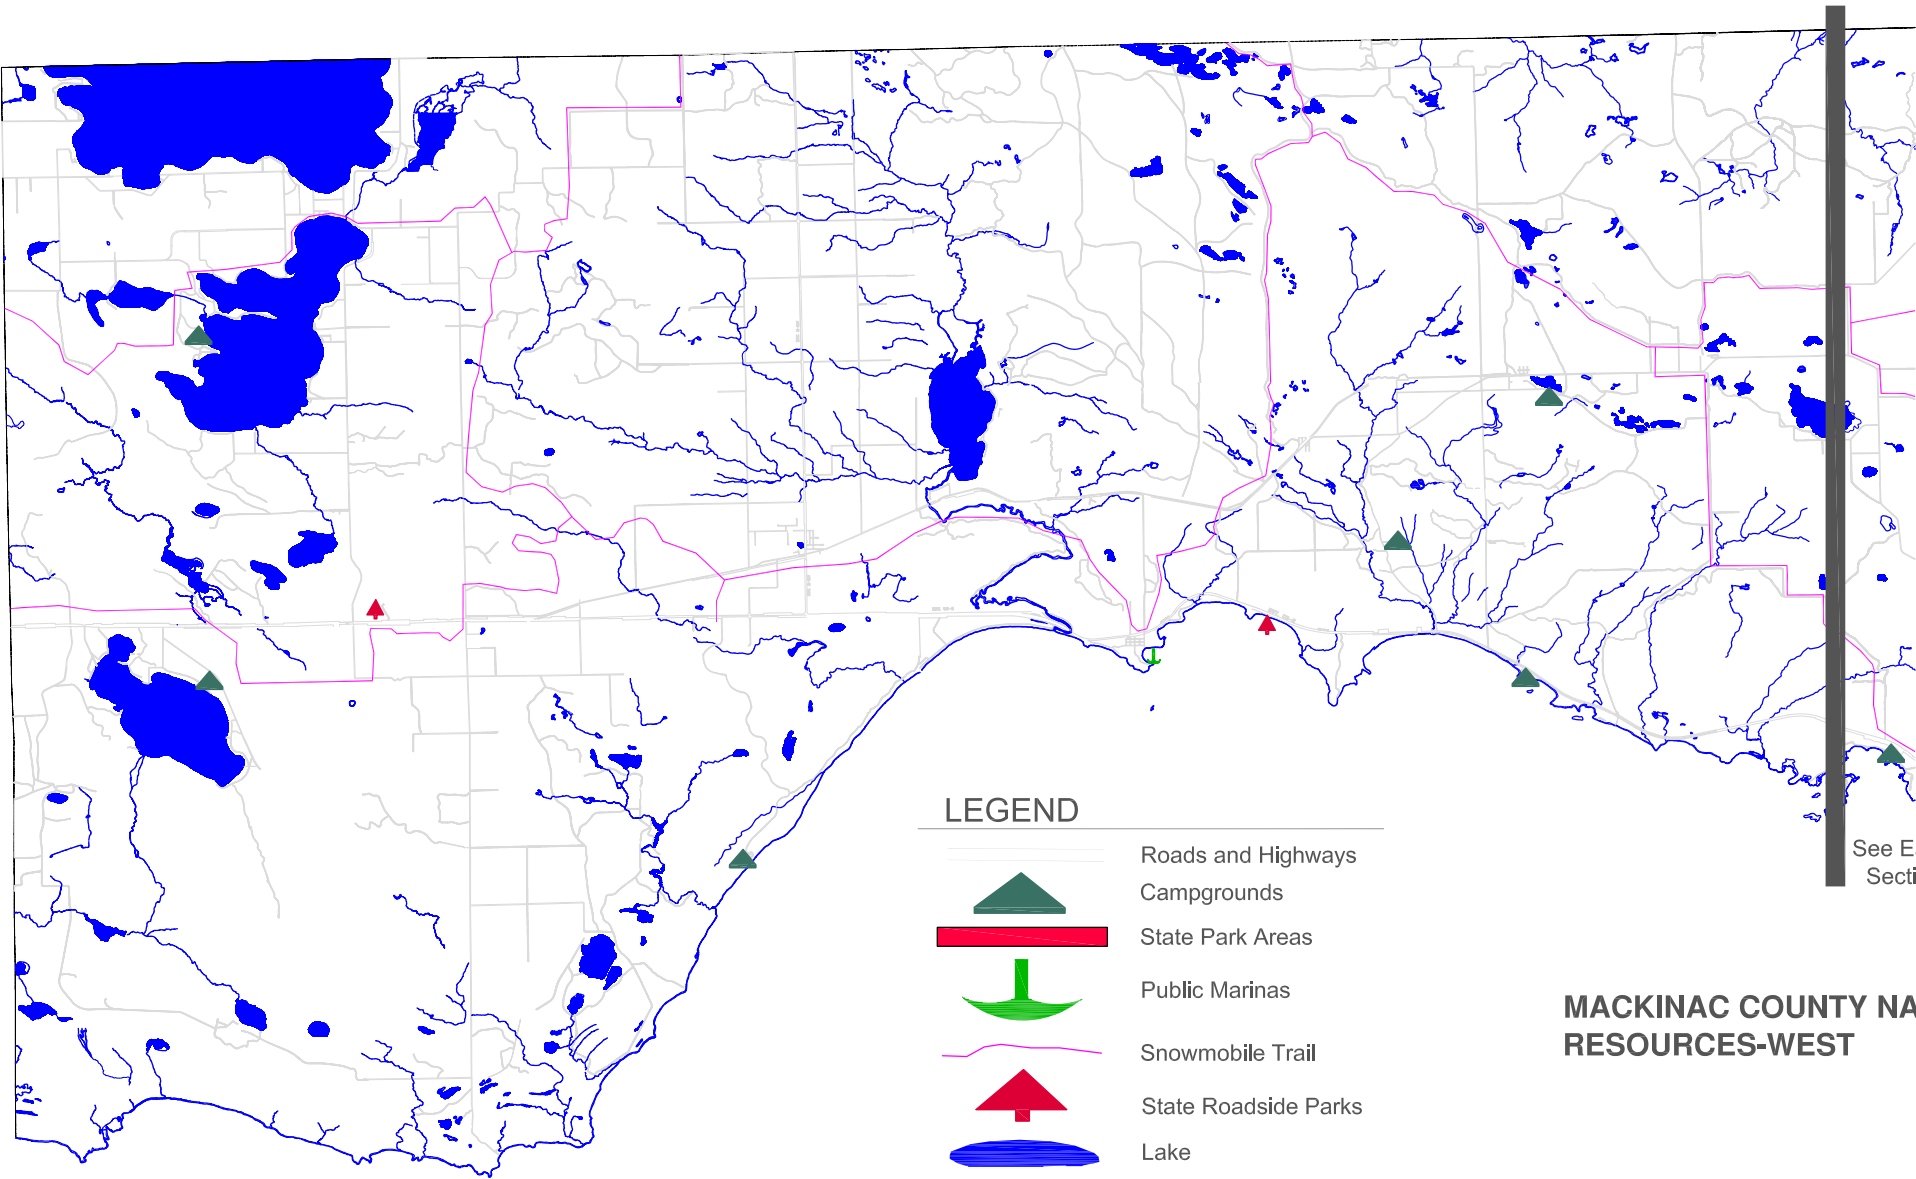 LEGEND
Roads and Highways
Campgrounds
State Park Areas
Public Marinas
Snowmobile Trail
State Roadside Parks
Lake
See E
Secti
MACKINAC COUNTY NA
RESOURCES-WEST